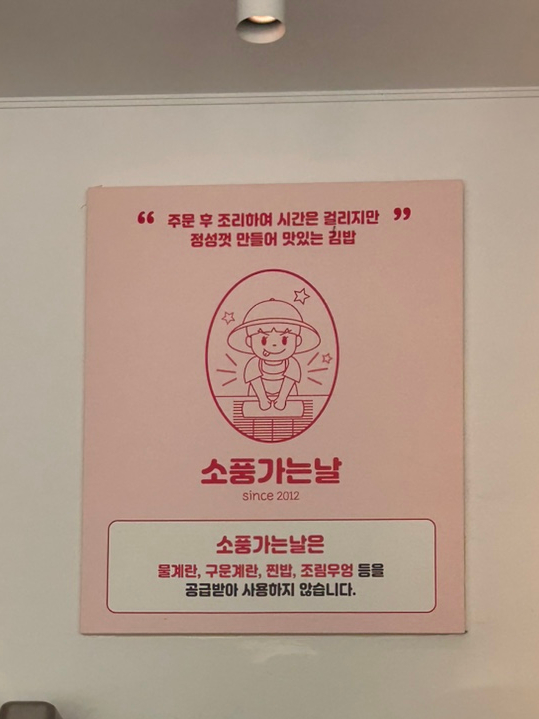 “ 주문 후 조리하여 시간은 걸리지만 ”
정성껏 만들어 맛있는 김밥
소풍가는날
since 2012
소풍가는날은
물계란, 구운계란, 찐밥, 조림우엉 등을
공급받아 사용하지 않습니다.